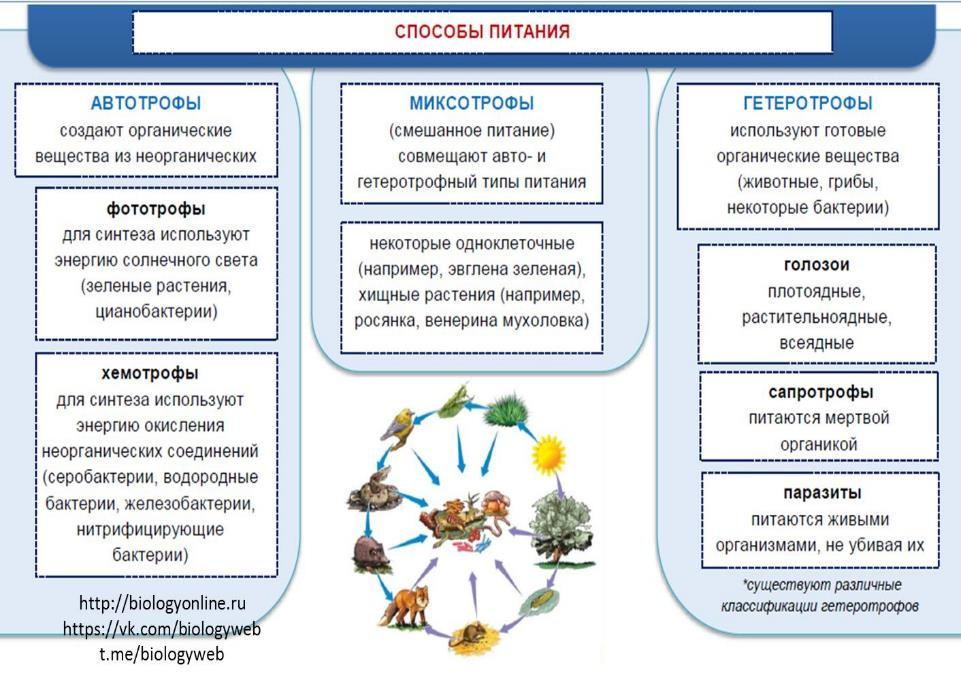 СПОСОБЫ ПИТАНИЯ
АВТОТРОФЫ
создают органические
вещества из неорганических
фототрофы
для синтеза используют
энергию солнечного света
(зеленые растения,
цианобактерии)
хемотрофы
для синтеза используют
энергию окисления
неорганических соединений
(серобактерии, водородные
бактерии, железобактерии,
нитрифицирующие
бактерии)
http://biologyonline.ru
https://vk.com/biologyweb
t.me/biologyweb
МИКСОТРОФЫ
(смешанное питание)
совмещают авто- и
гетеротрофный типы питания
некоторые одноклеточные
(например, эвглена зеленая),
хищные растения (например,
росянка, венерина мухоловка)
ГЕТЕРОТРОФЫ
используют готовые
органические вещества
(животные, грибы,
некоторые бактерии)
голозои
плотоядные,
растительноядные,
всеядные
сапротрофы
питаются мертвой
органикой
паразиты
питаются живыми
организмами, не убивая их
*существуют различные
классификации гетеротрофов